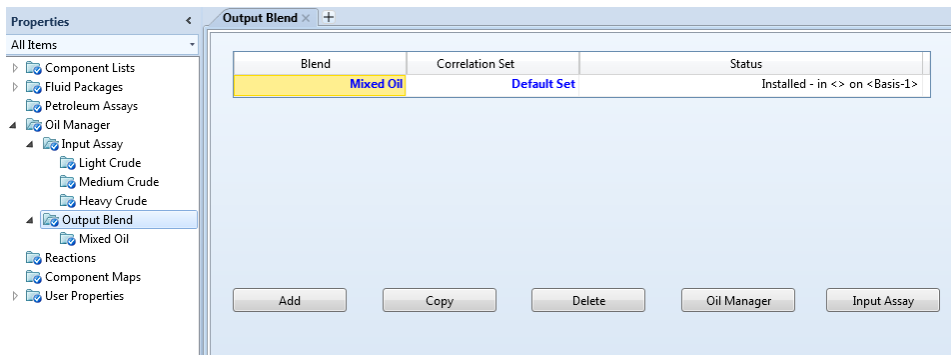 Properties <
All Items
Component Lists
Fluid Packages
Petroleum Assays
Oil Manager
Input Assay
Light Crude
Medium Crude
Heavy Crude
Output Blend
Mixed Oil
Reactions
Component Maps
User Properties
Output Blend × +
Blend Correlation Set Status
Mixed Oil Default Set Installed - in <> on <Basis-1>
Add Copy Delete Oil Manager Input Assay